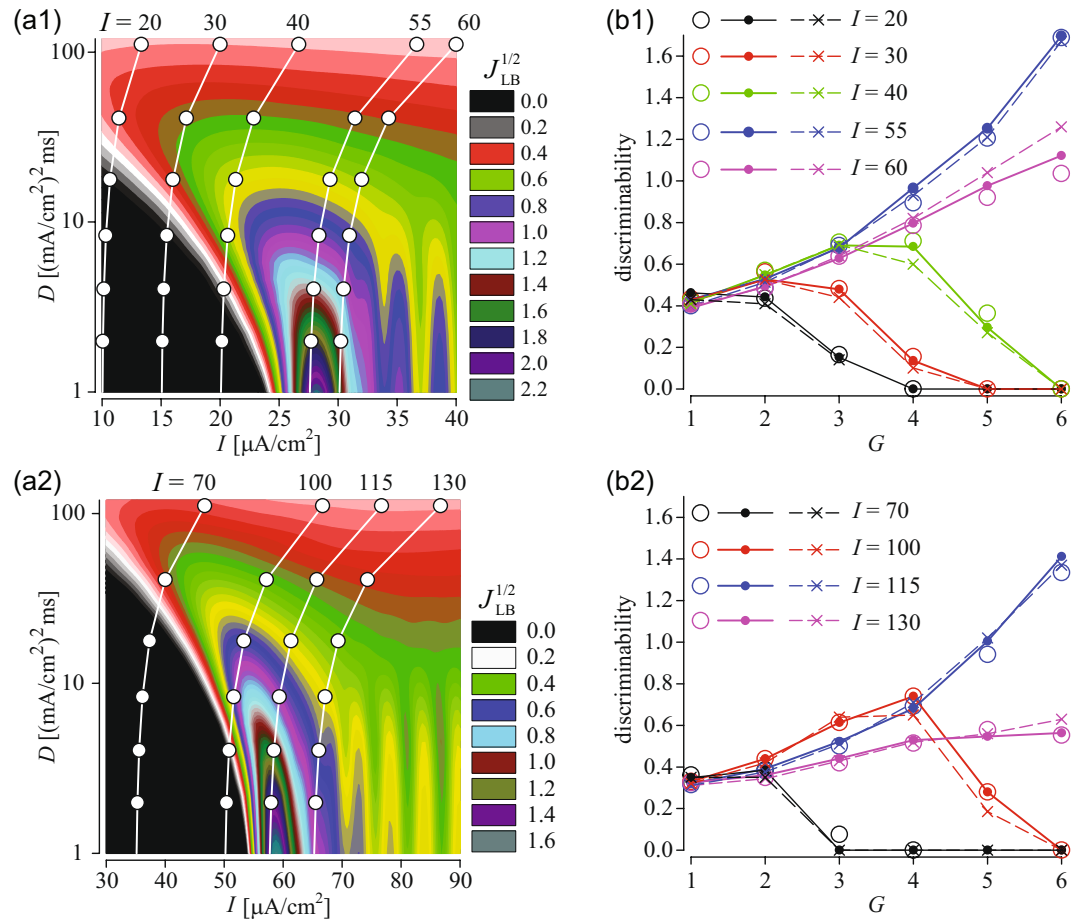 (a1)
I = 20 30 40 55 60
100
10
1
D [(mA/cm²)² ms]
10 15 20 25 30 35 40
I [μA/cm²]
J_LB^1/2
0.0
0.2
0.4
0.6
0.8
1.0
1.2
1.4
1.6
1.8
2.0
2.2
(b1)
I = 20
I = 30
I = 40
I = 55
I = 60
discriminability
1.6
1.4
1.2
1.0
0.8
0.6
0.4
0.2
0.0
1 2 3 4 5 6
G
(a2)
I = 70 100 115 130
100
10
1
D [(mA/cm²)² ms]
30 40 50 60 70 80 90
I [μA/cm²]
J_LB^1/2
0.0
0.2
0.4
0.6
0.8
1.0
1.2
1.4
1.6
(b2)
I = 70
I = 100
I = 115
I = 130
discriminability
1.6
1.4
1.2
1.0
0.8
0.6
0.4
0.2
0.0
1 2 3 4 5 6
G